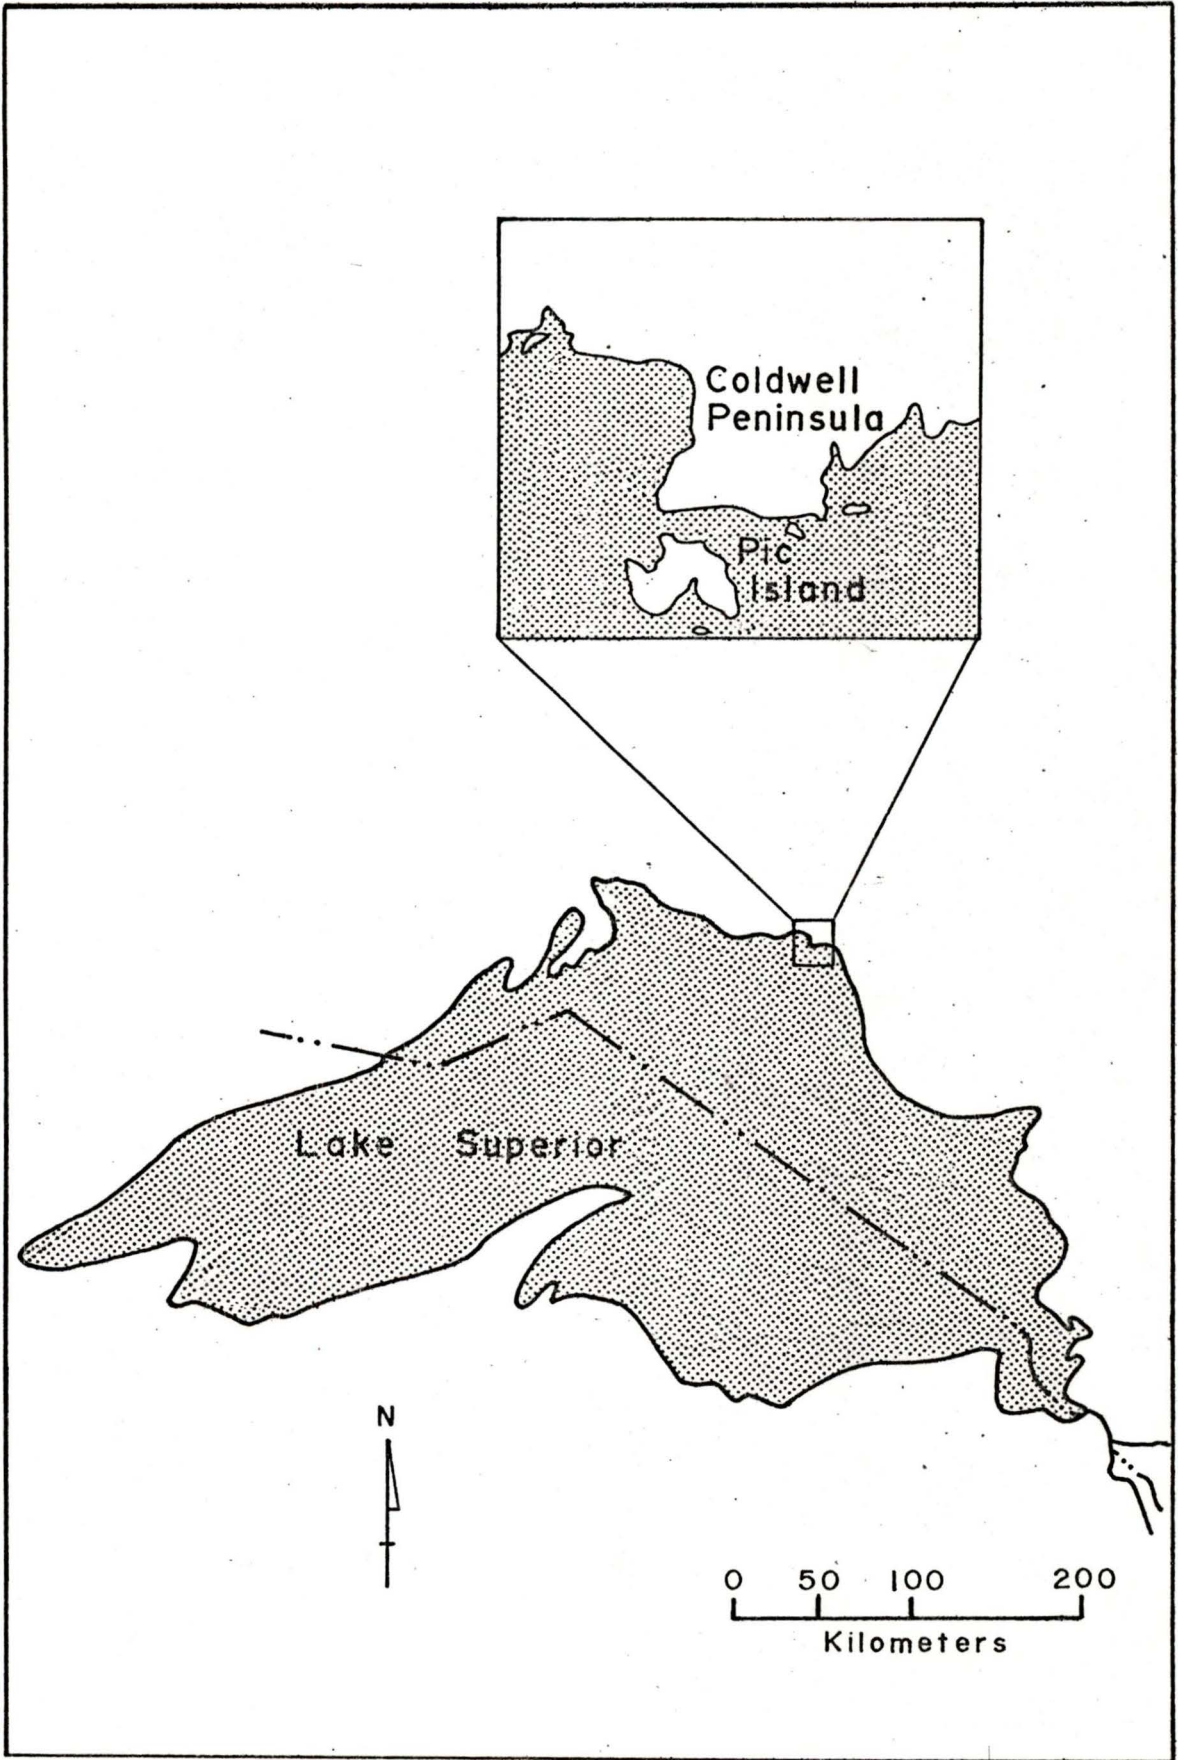 Coldwell
Peninsula
Pic
Island
Lake Superior
N
0 50 100 200
Kilometers